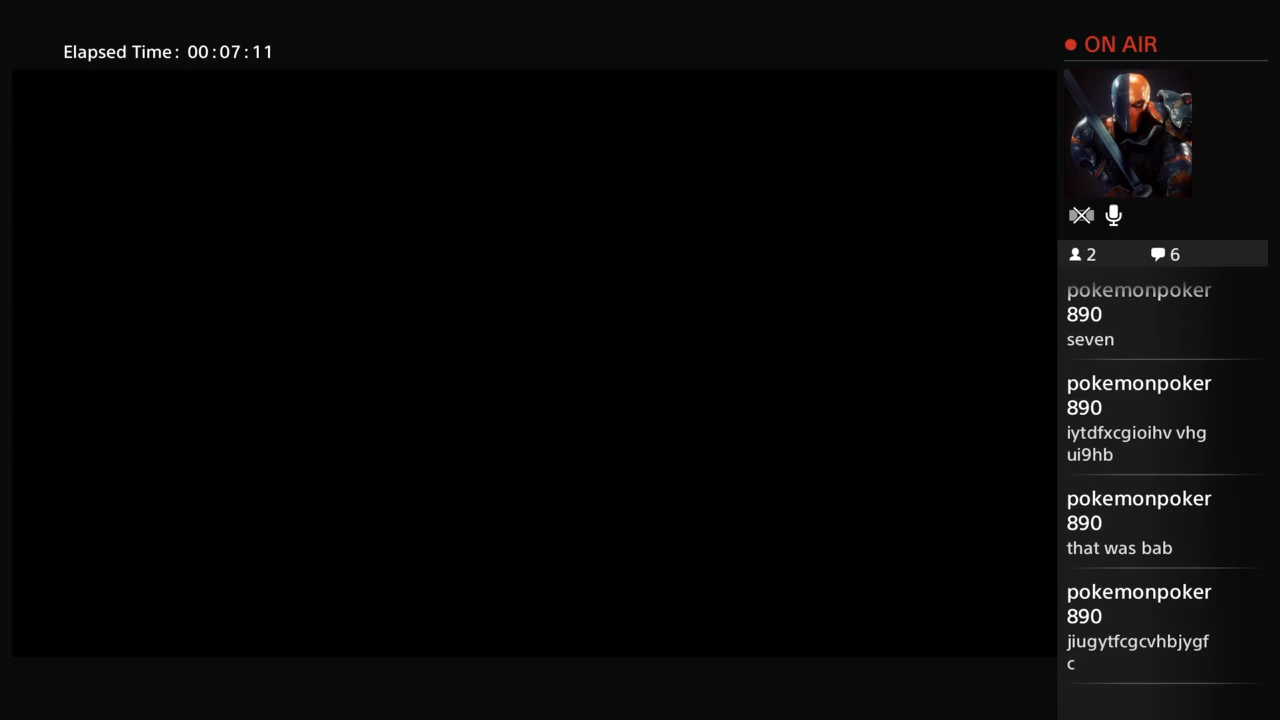 Elapsed Time: 00:07:11
ON AIR
2 6
pokemonpoker
890
seven
pokemonpoker
890
iytdfxcgioihv vhg
ui9hb
pokemonpoker
890
that was bab
pokemonpoker
890
jiugytfcgcvhbjygf
c